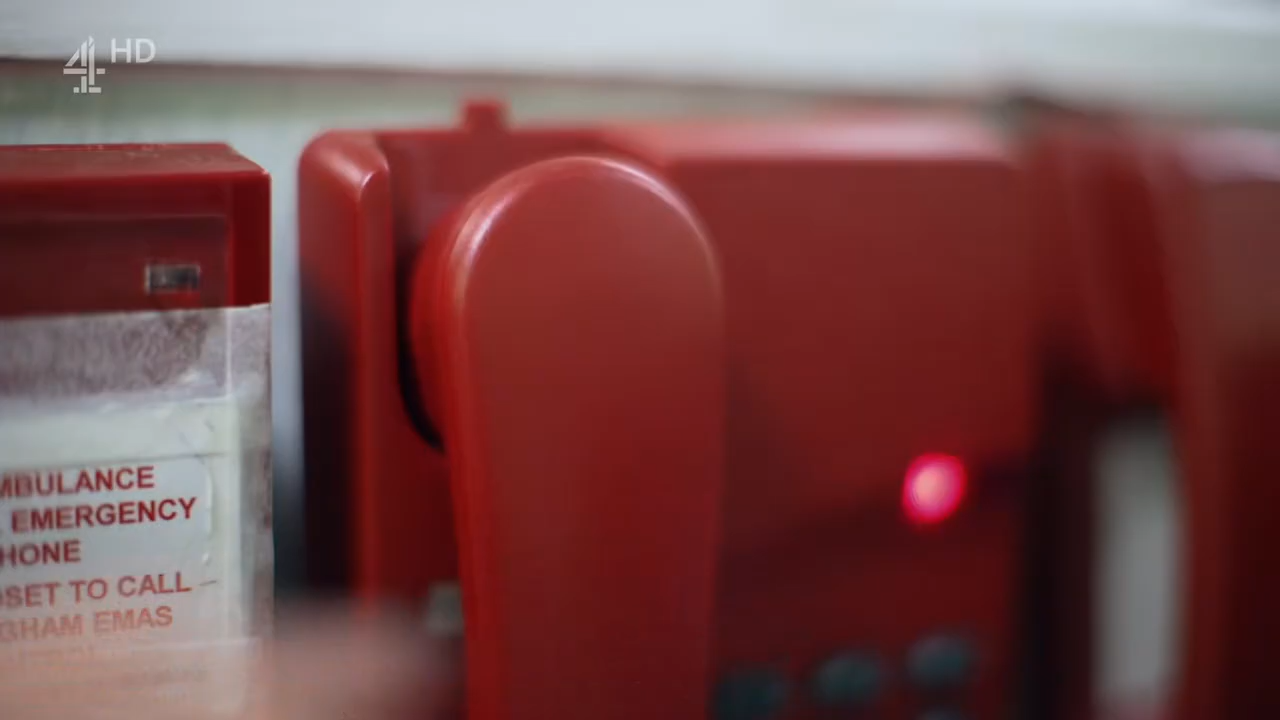 4 HD
MBULANCE
EMERGENCY
HONE
OSET TO CALL -
GHAM EMAS